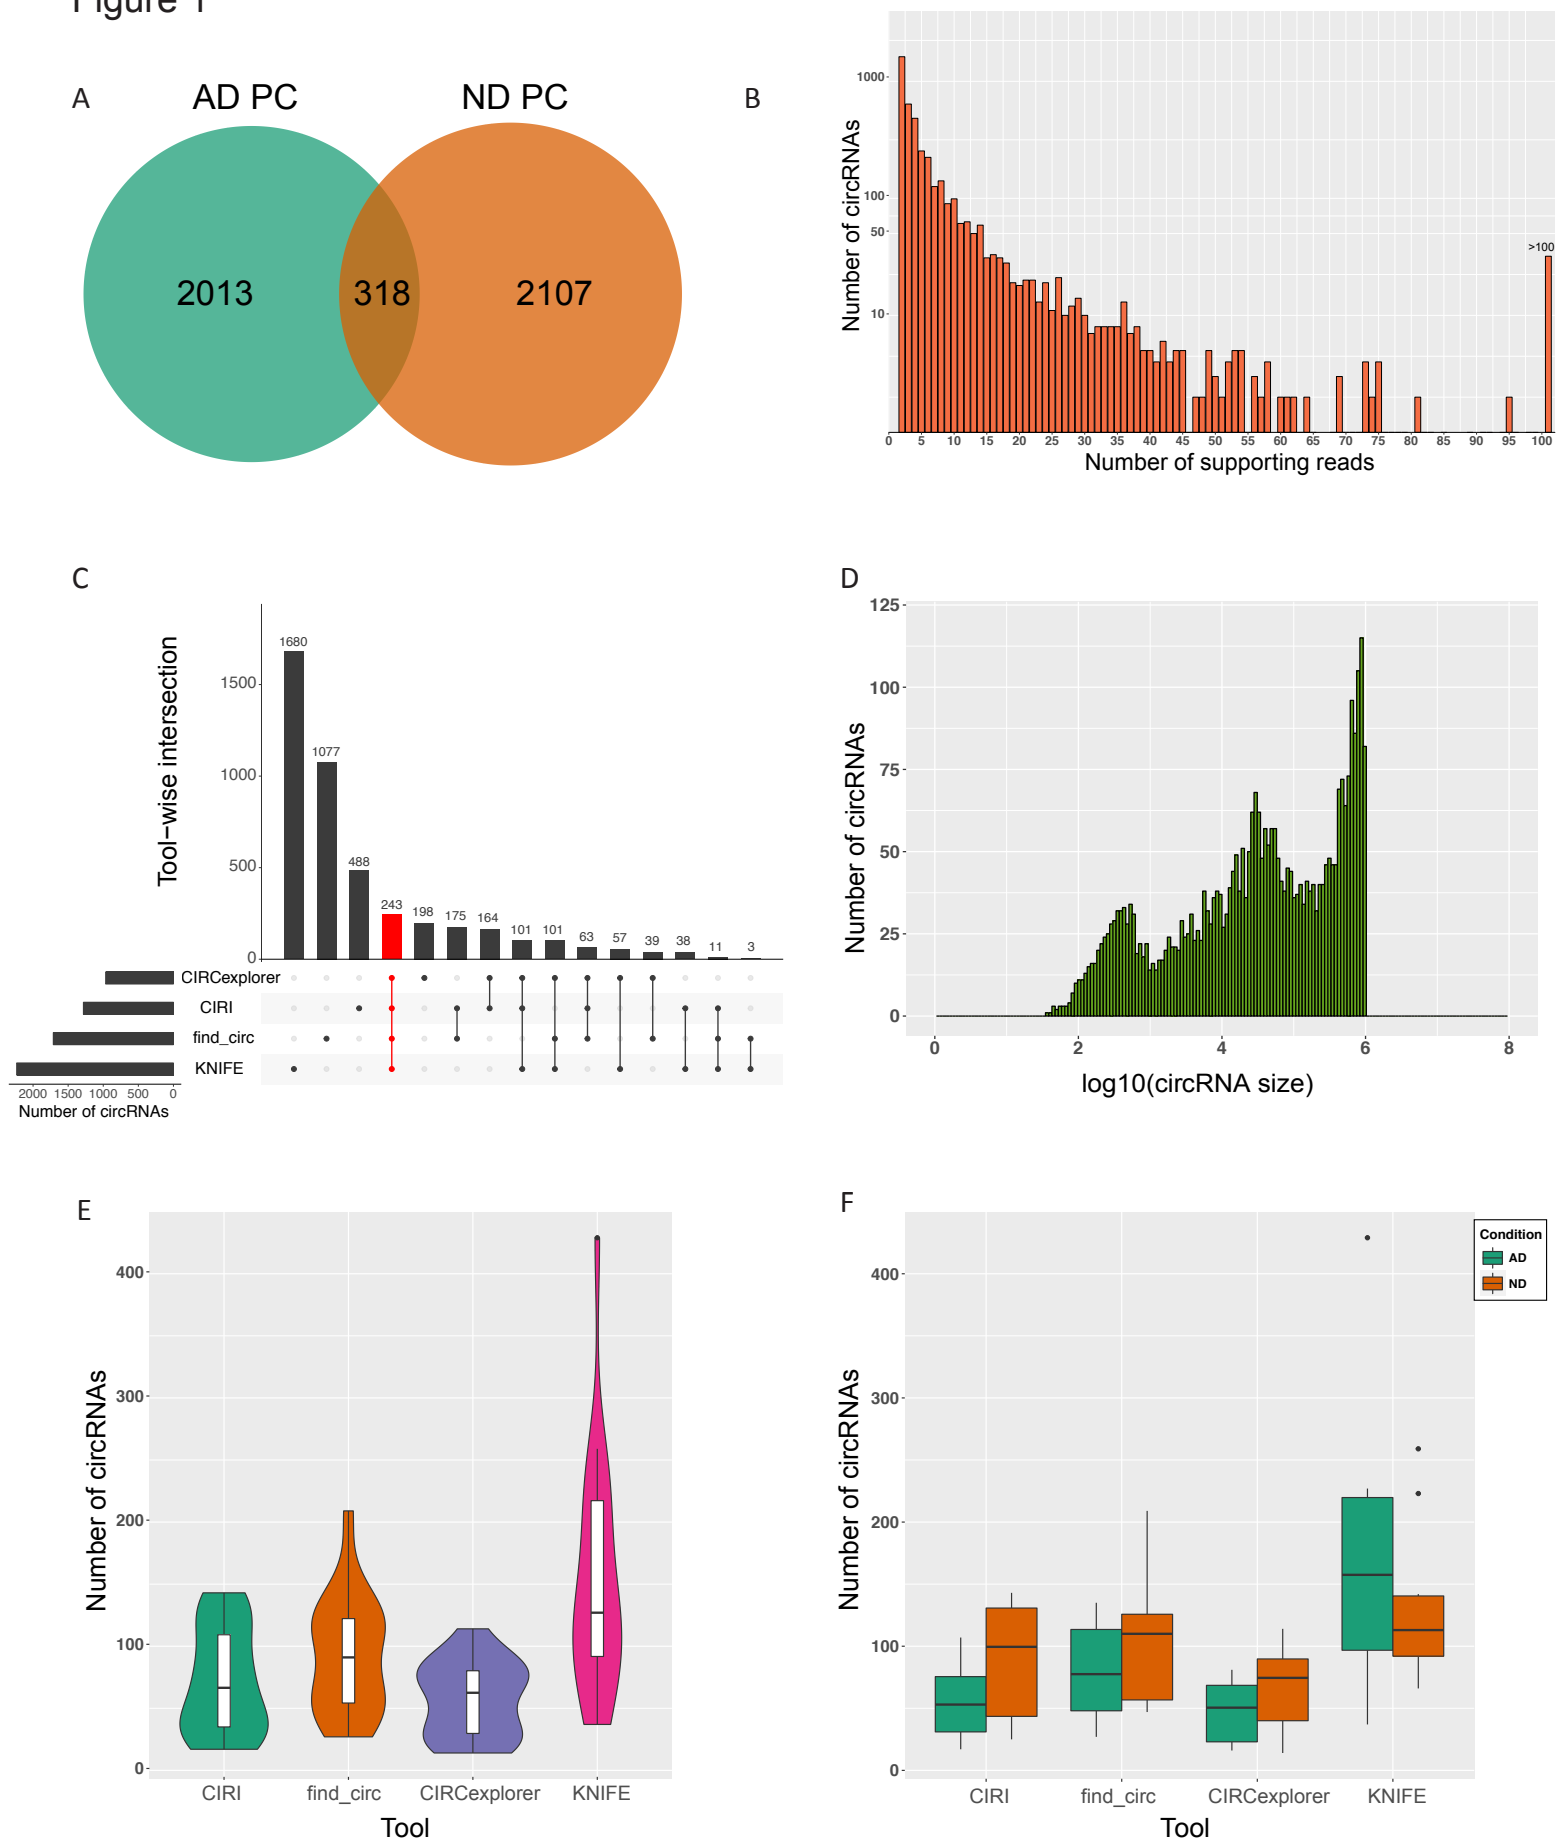 Figure 1
A
AD PC
ND PC
2013
318
2107
B
Number of circRNAs
1000
100
50
10
>100
0 5 10 15 20 25 30 35 40 45 50 55 60 65 70 75 80 85 90 95 100
Number of supporting reads
C
Tool-wise intersection
1500
1000
500
0
1680
1077
488
243
198
175
164
101
101
63
57
39
38
11
3
CIRCexplorer
CIRI
find_circ
KNIFE
2000 1500 1000 500 0
Number of circRNAs
D
Number of circRNAs
125
100
75
50
25
0
0 2 4 6 8
log10(circRNA size)
E
Number of circRNAs
400
300
200
100
0
CIRI find_circ CIRCexplorer KNIFE
Tool
F
Number of circRNAs
400
300
200
100
0
CIRI find_circ CIRCexplorer KNIFE
Tool
Condition
AD
ND